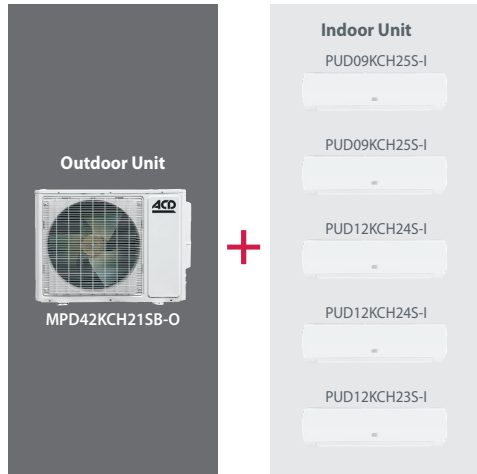 Outdoor Unit
ACD
MPD42KCH21SB-O
+
Indoor Unit
PUD09KCH25S-I
PUD09KCH25S-I
PUD12KCH24S-I
PUD12KCH24S-I
PUD12KCH23S-I